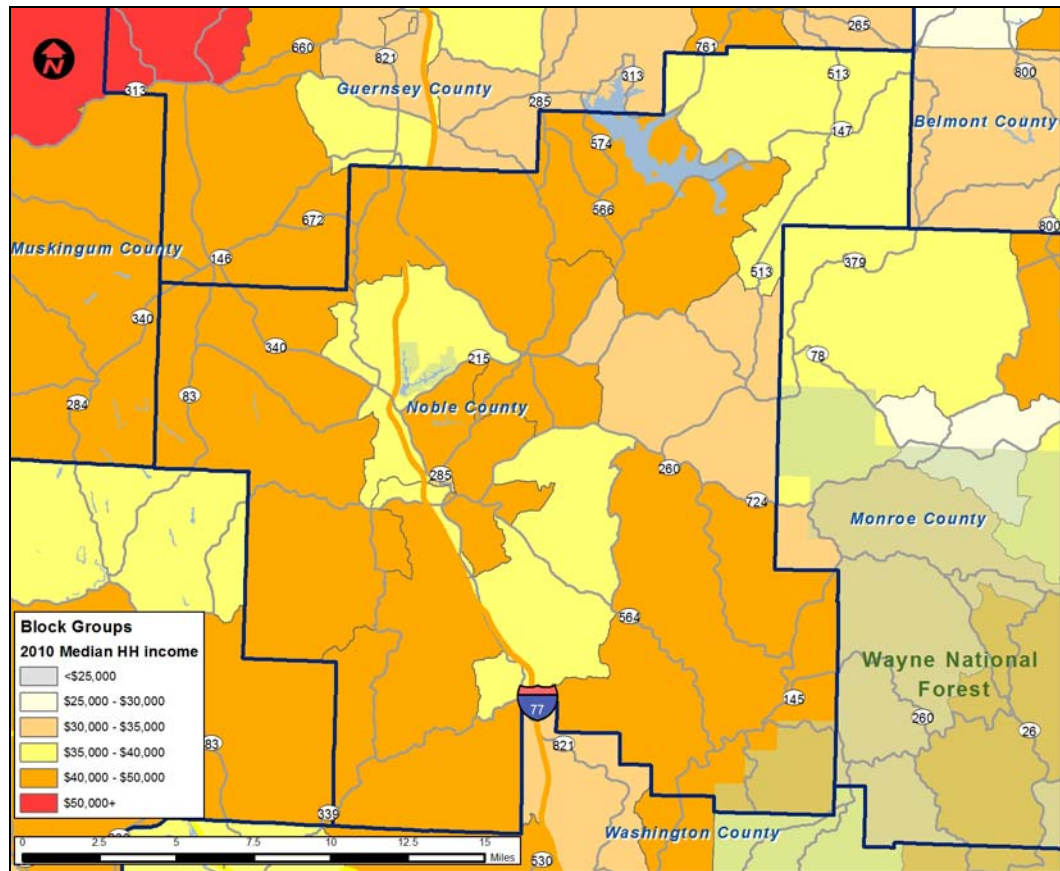 265
660
761
821
N
313
513
800
313
Guernsey County
285
Belmont County
147
574
566
672
800
Muskingum County
146
379
513
340
340
215
78
83
284
Noble County
260
285
724
Monroe County
564
Block Groups
2010 Median HH income
<$25,000
$25,000 - $30,000
$30,000 - $35,000
$35,000 - $40,000
$40,000 - $50,000
$50,000+
Wayne National
Forest
145
77
260
26
83
821
339
Washington County
0 2.5 5 7.5 10 12.5 15
Miles
530